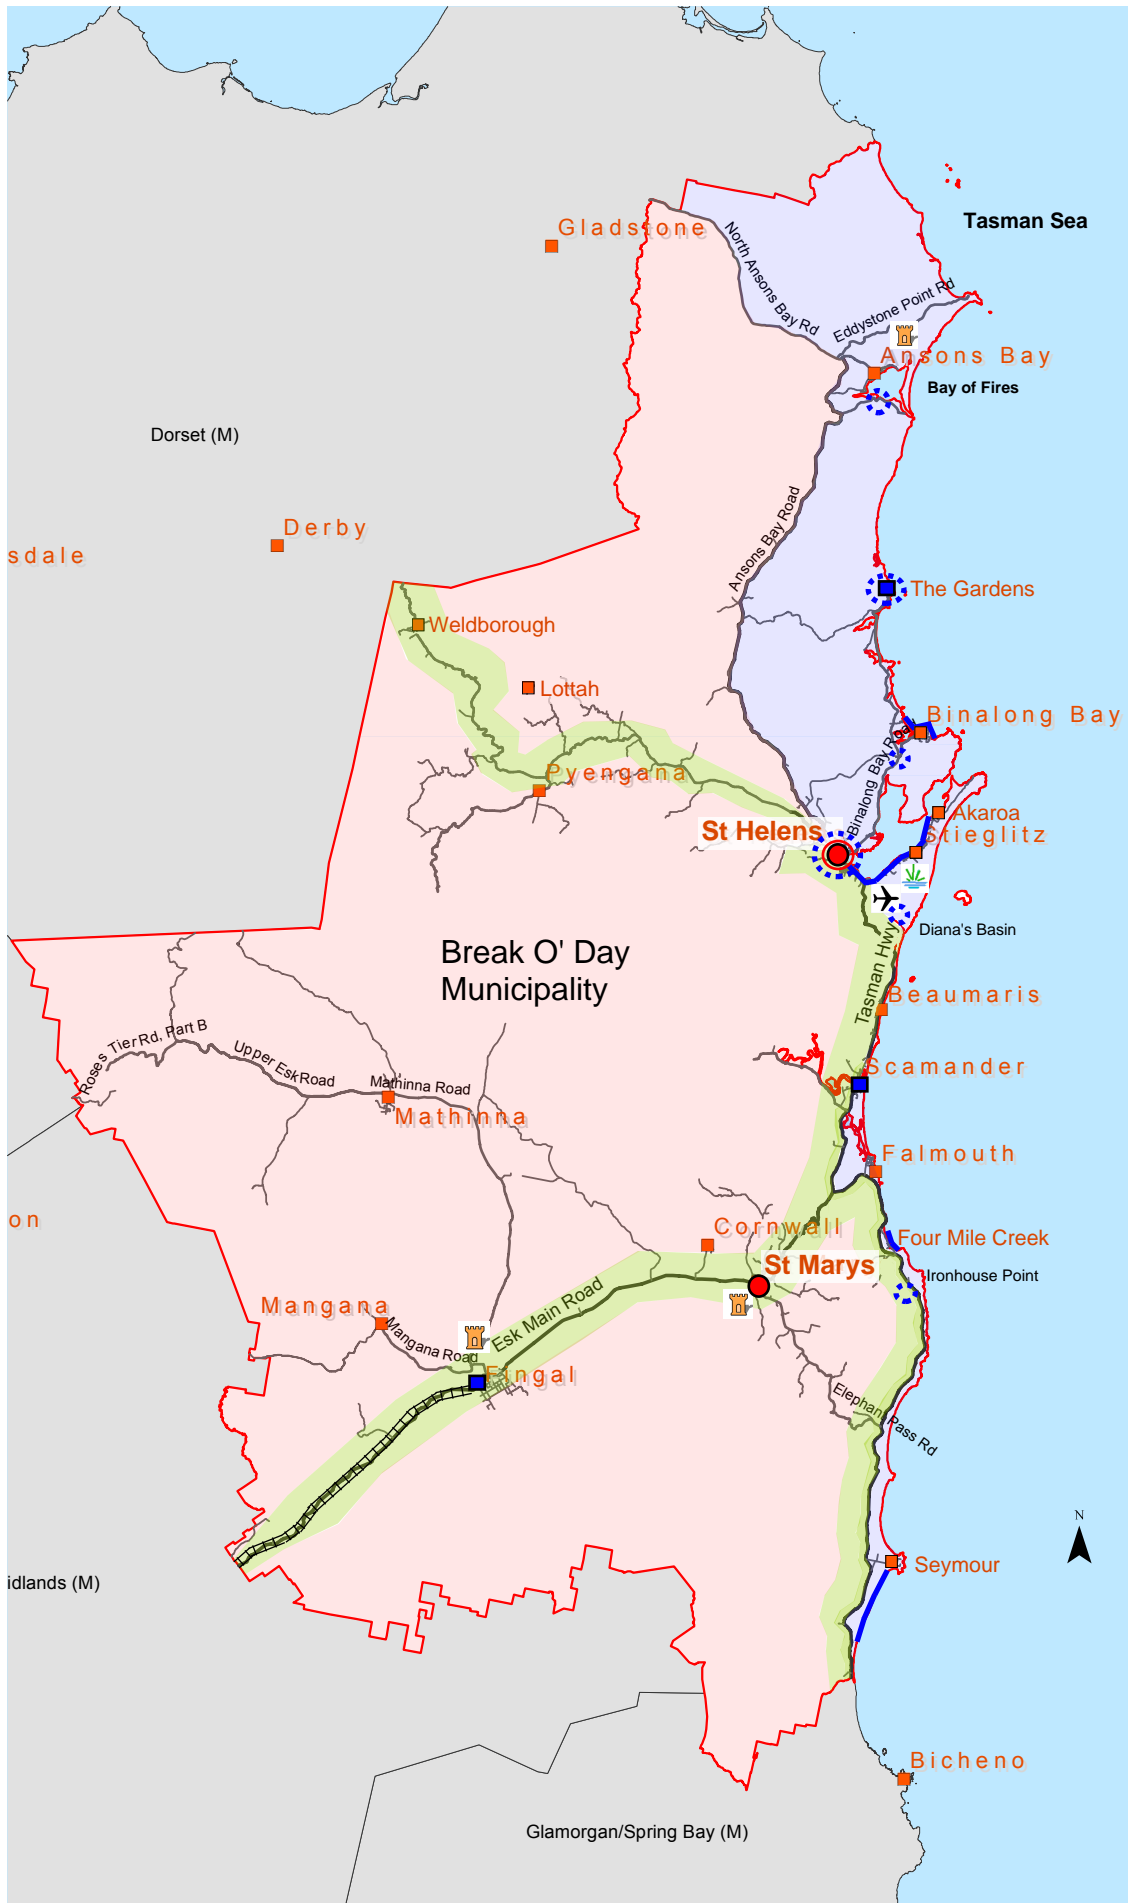 Tasman Sea
Gladstone
North Ansons Bay Rd
Eddystone Point Rd
Ansons Bay
Bay of Fires
Dorset (M)
Ansons Bay Road
Derby
sdale
The Gardens
Weldborough
Lottah
Binalong Bay
Binalong Bay Road
Pyengana
Akaroa
St Helens
Stieglitz
Diana's Basin
Break O' Day
Municipality
Tasman Hwy
Beaumaris
Roses Tier Rd, Part B
Upper Esk Road
Mathinna Road
Scamander
Mathinna
Falmouth
on
Cornwall
Four Mile Creek
St Marys
Ironhouse Point
Mangana
Esk Main Road
Mangana Road
Fingal
Elephant Pass Rd
N
Seymour
idlands (M)
Bicheno
Glamorgan/Spring Bay (M)